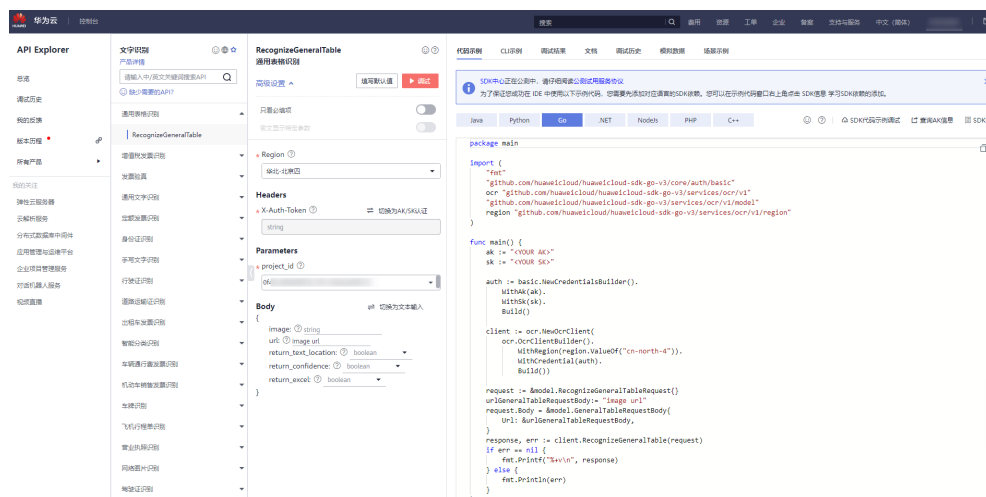 HUAWEI 华为云 控制台 搜索 Q 费用 资源 工单 企业 支持与服务 中文 (简体)
API Explorer
总览
调试历史
我的反馈
版本历程
所有产品
我的关注
弹性云服务器
云解析服务
分布式数据库中间件
应用管理与运维平台
企业项目管理服务
对话机器人服务
视频直播
文字识别
产品详情
请输入中/英文关键词搜索API
缺少需要的API?
通用表格识别
RecognizeGeneralTable
增值税发票识别
发票验真
通用文字识别
定额发票识别
身份证识别
手写文字识别
行驶证识别
道路运输证识别
出租车发票识别
智能分类识别
车辆通行费发票识别
机动车销售发票识别
车牌识别
飞机行程单识别
营业执照识别
网络图片识别
驾驶证识别
RecognizeGeneralTable
通用表格识别
高级设置
填写默认值
调试
只看必填项
* Region
华北-北京四
Headers
* X-Auth-Token
切换为AK/SK认证
string
Parameters
* project_id
Body
切换为文本输入
{
image: string
url: image url
return_text_location: boolean
return_confidence: boolean
return_excel: boolean
}
代码示例 CLI示例 调试结果 文档 调试历史 模拟数据 场景示例
SDK中心正在公测中，请仔细阅读公测试用服务协议
为了保证您成功在 IDE 中使用以下示例代码，您需要先添加对应语言的SDK依赖。您可以在示例代码窗口右上角点击 SDK信息 学习SDK依赖的添加。
Java Python Go .NET NodeJs PHP C++
SDK代码示例调试 查询AK信息 SDK
package main
import (
"fmt"
"github.com/huaweicloud/huaweicloud-sdk-go-v3/core/auth/basic"
ocr "github.com/huaweicloud/huaweicloud-sdk-go-v3/services/ocr/v1"
"github.com/huaweicloud/huaweicloud-sdk-go-v3/services/ocr/v1/model"
region "github.com/huaweicloud/huaweicloud-sdk-go-v3/services/ocr/v1/region"
)
func main() {
ak := "<YOUR AK>"
sk := "<YOUR SK>"
auth := basic.NewCredentialsBuilder().
WithAk(ak).
WithSk(sk).
Build()
client := ocr.NewOcrClient(
ocr.OcrClientBuilder().
WithRegion(region.ValueOf("cn-north-4")).
WithCredential(auth).
Build())
request := &model.RecognizeGeneralTableRequest{}
urlGeneralTableRequestBody:= "image url"
request.Body = &model.GeneralTableRequestBody{
Url: &urlGeneralTableRequestBody,
}
response, err := client.RecognizeGeneralTable(request)
if err == nil {
fmt.Printf("%+v\n", response)
} else {
fmt.Println(err)
}